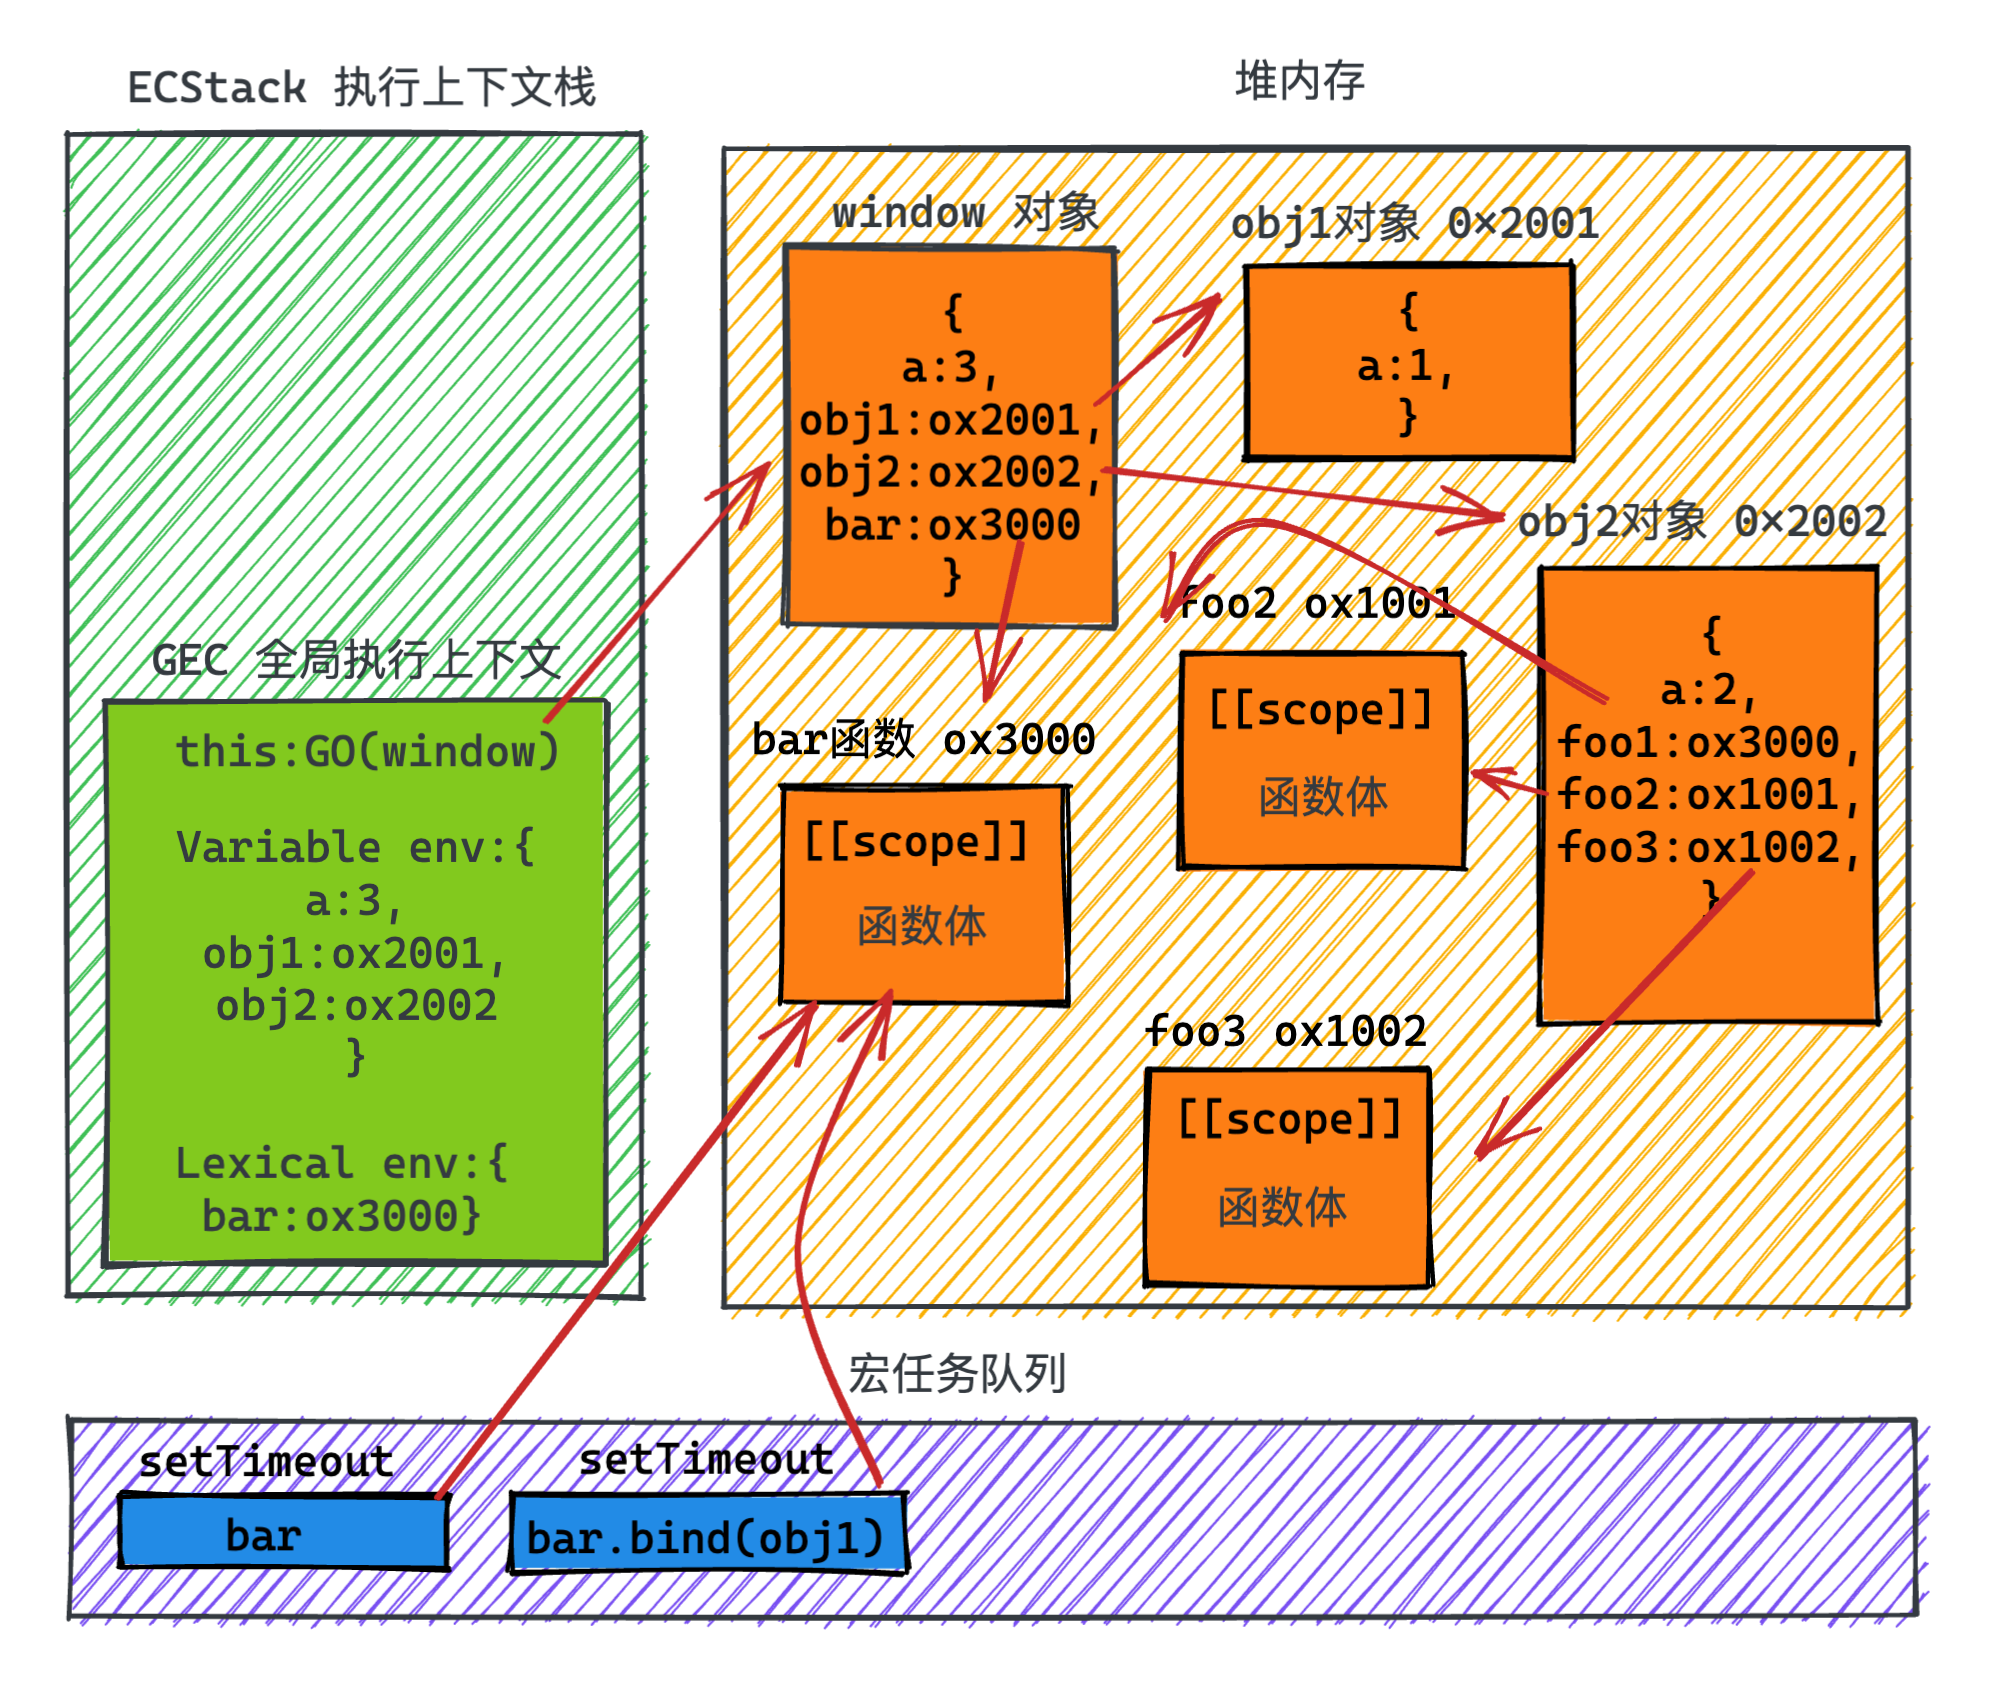 ECStack 执行上下文栈
GEC 全局执行上下文
this:GO(window)
Variable env:{
a:3,
obj1:ox2001,
obj2:ox2002
}
Lexical env:{
bar:ox3000}
堆内存
window 对象
{
a:3,
obj1:ox2001,
obj2:ox2002,
bar:ox3000
}
obj1对象 0×2001
{
a:1,
}
obj2对象 0×2002
{
a:2,
foo1:ox3000,
foo2:ox1001,
foo3:ox1002,
}
foo2 ox1001
[[scope]]
函数体
bar函数 ox3000
[[scope]]
函数体
foo3 ox1002
[[scope]]
函数体
宏任务队列
setTimeout
bar
setTimeout
bar.bind(obj1)